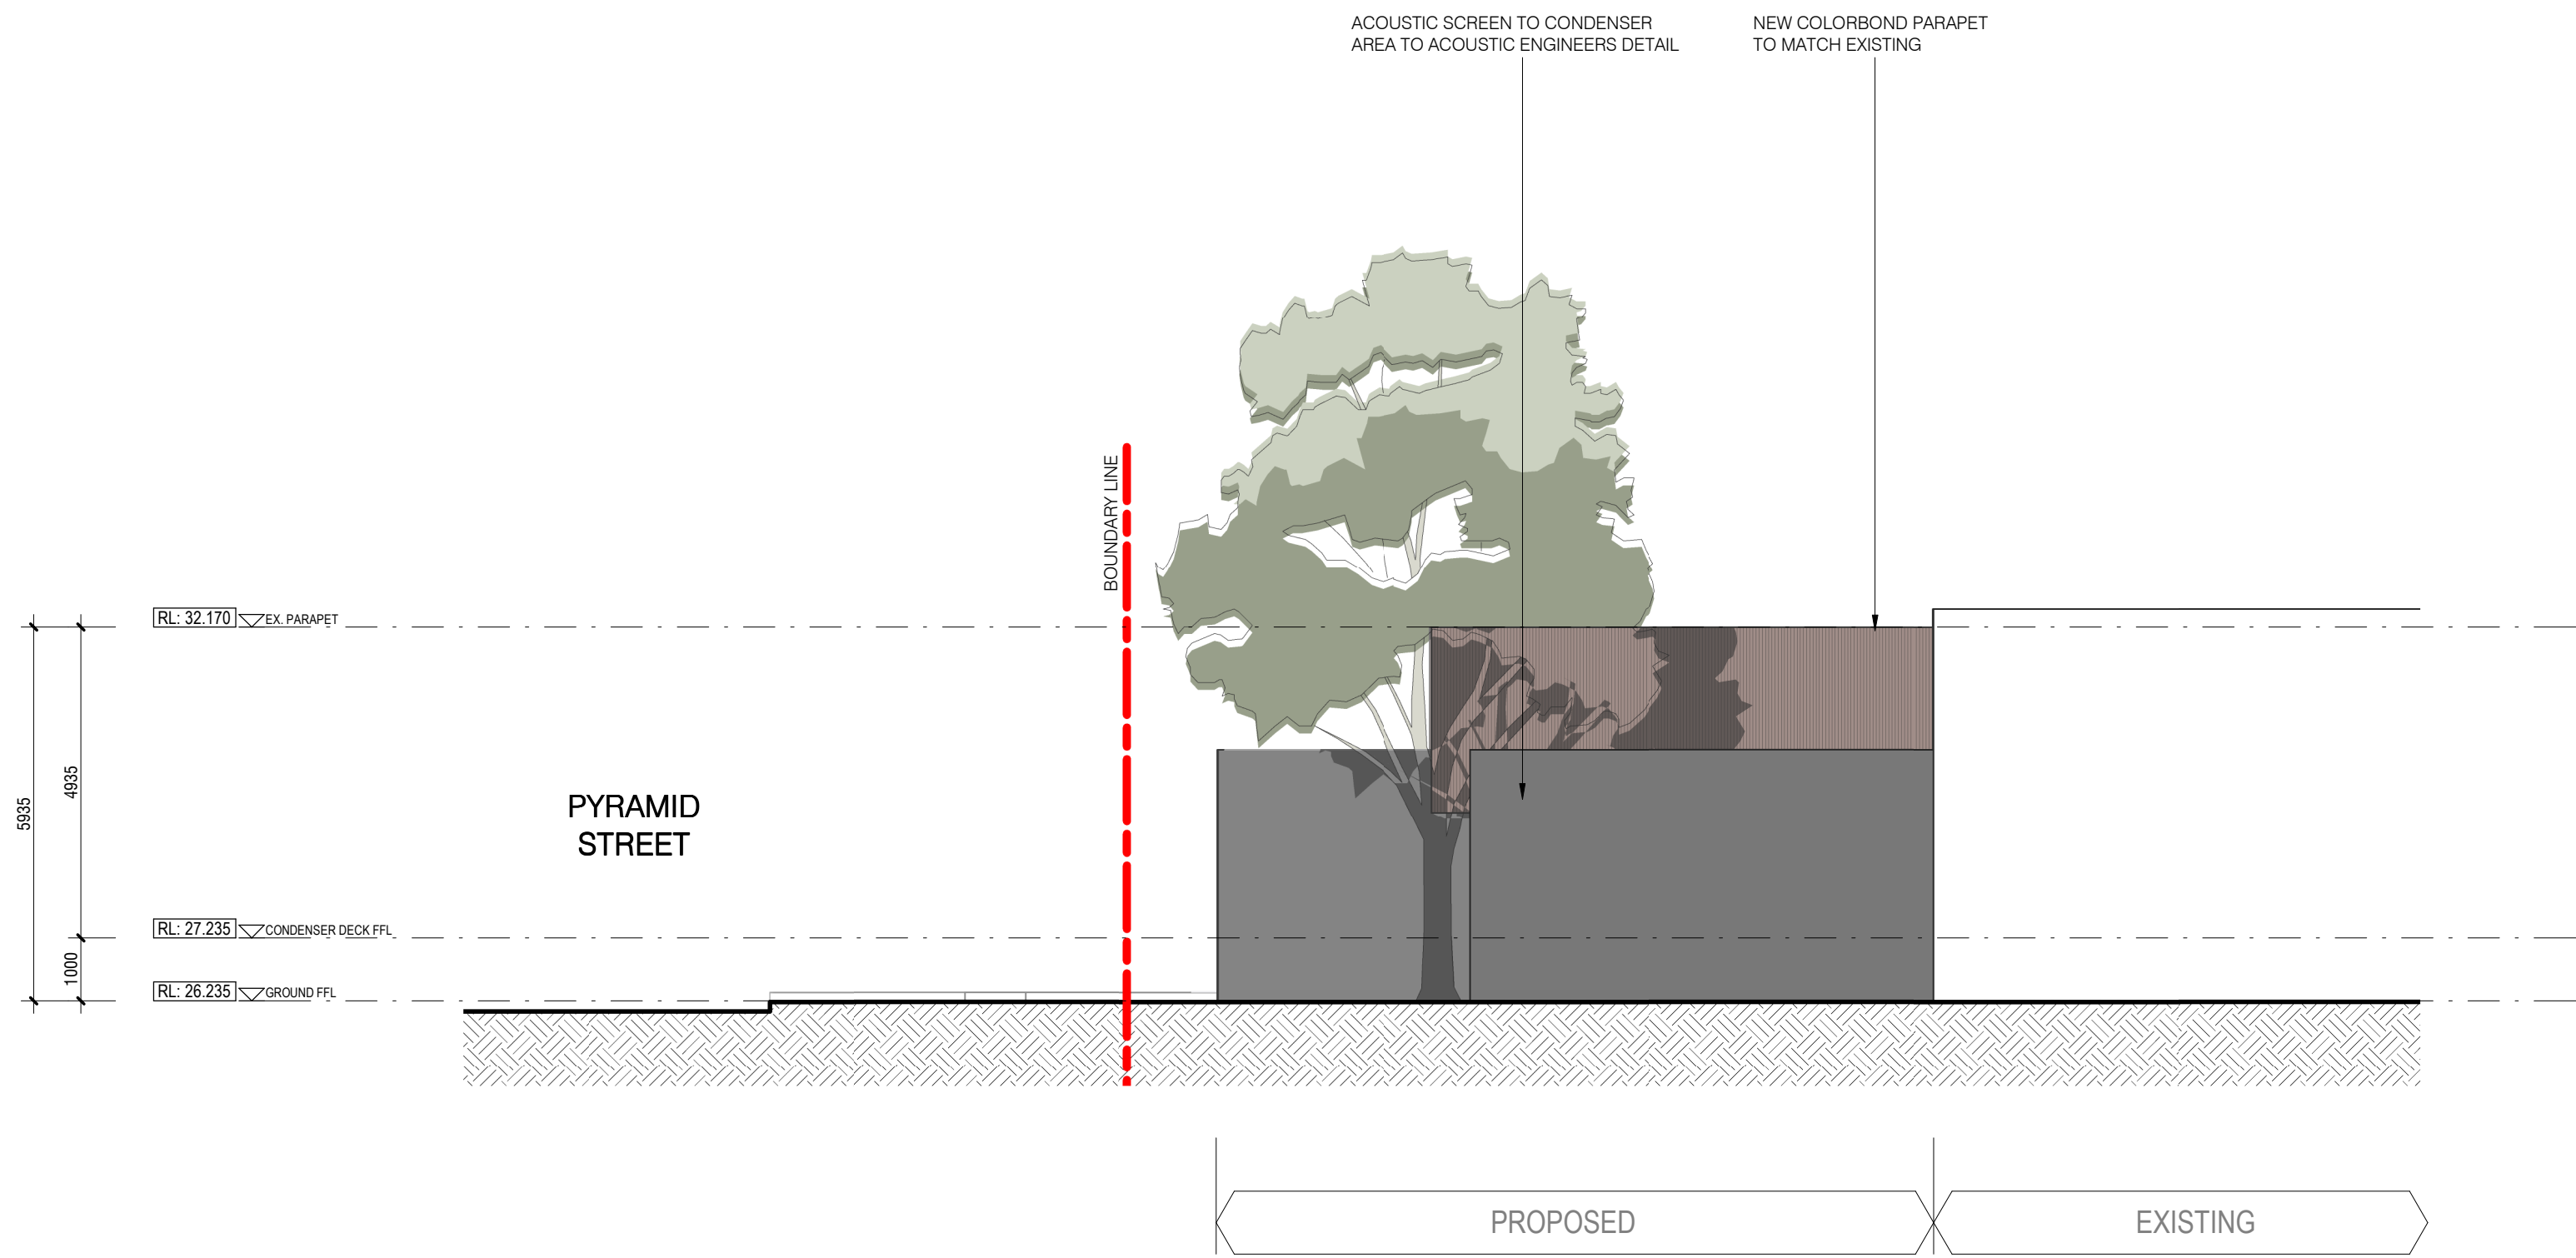 ACOUSTIC SCREEN TO CONDENSER
AREA TO ACOUSTIC ENGINEERS DETAIL
NEW COLORBOND PARAPET
TO MATCH EXISTING
BOUNDARY LINE
RL: 32.170 EX. PARAPET
5935
4935
PYRAMID
STREET
RL: 27.235 CONDENSER DECK FFL
1000
RL: 26.235 GROUND FFL
PROPOSED
EXISTING